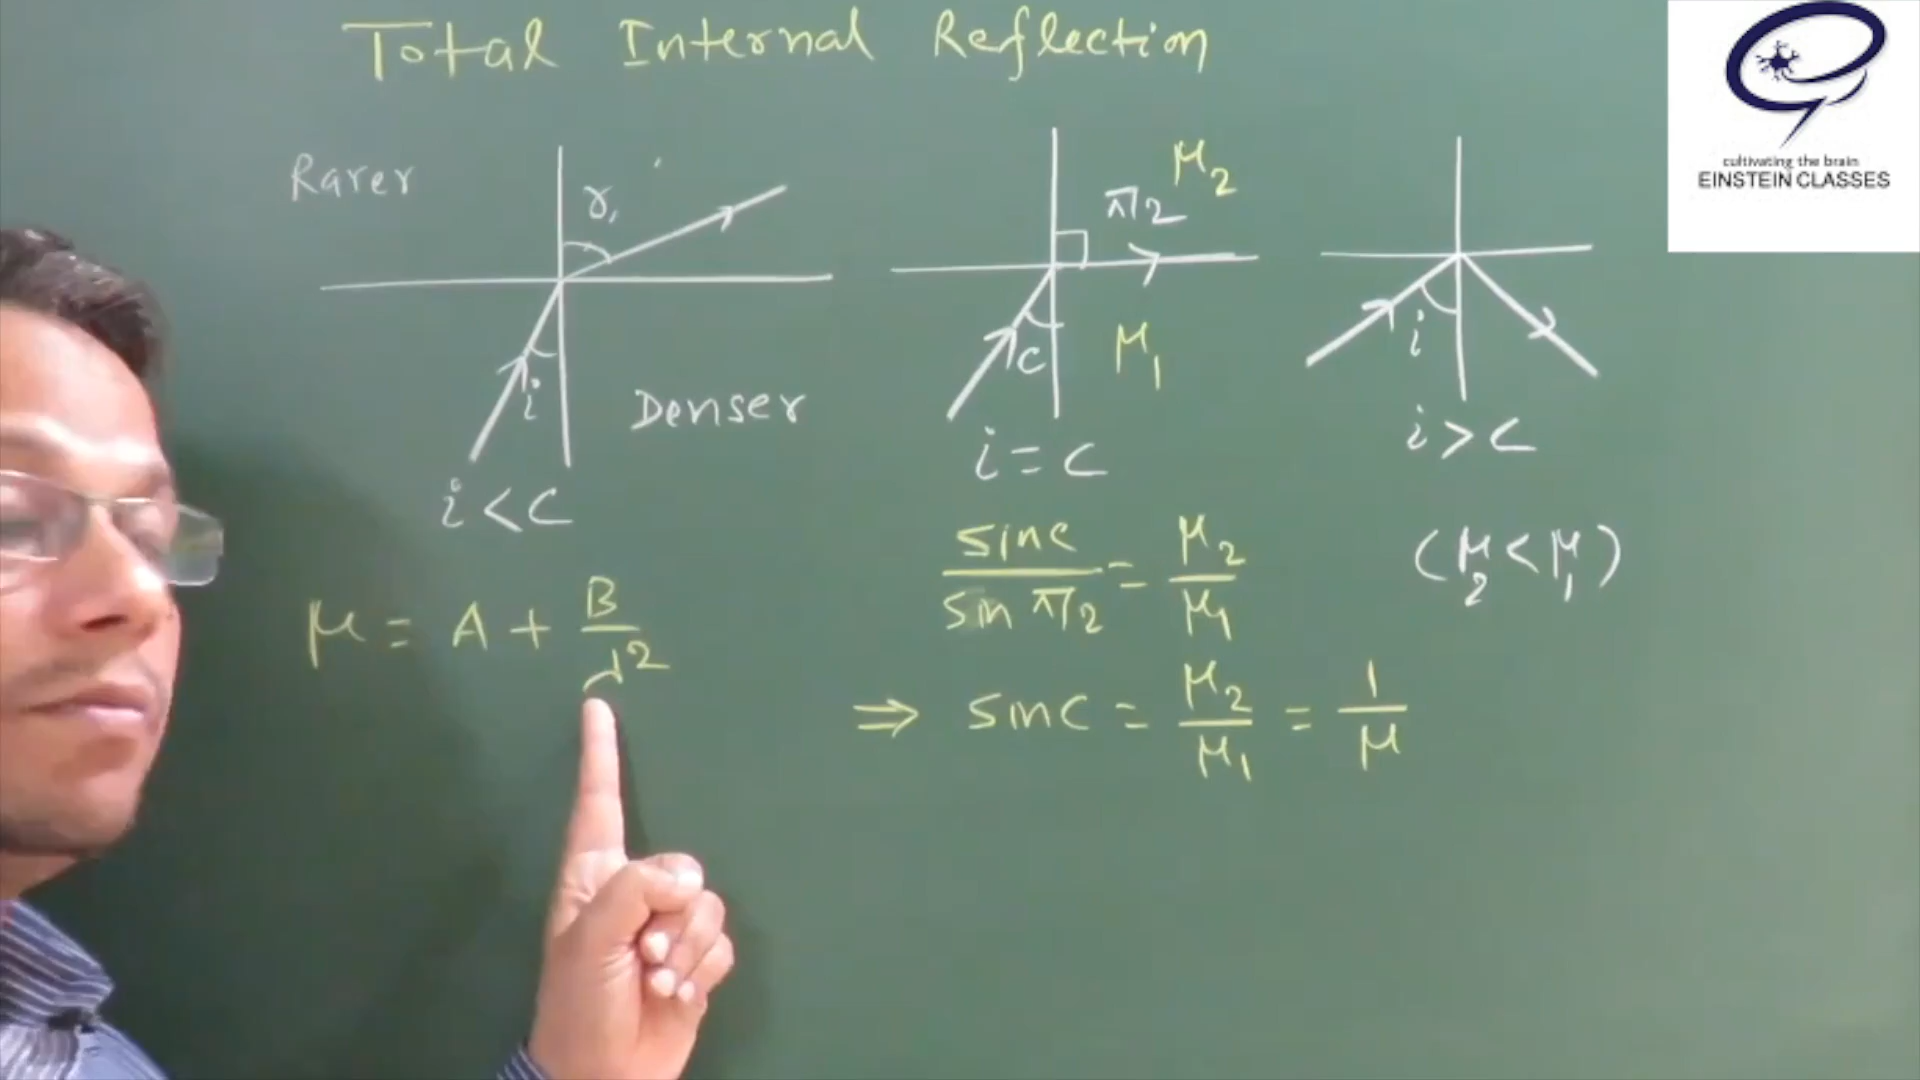 Total Internal Reflection
cultivating the brain
EINSTEIN CLASSES
Rarer
r₁
i
Denser
i < C
π/2
μ₂
C
μ₁
i = C
i
i > C
sin C / sin π/2 = μ₂ / μ₁
(μ₂ < μ₁)
μ = A + B / λ²
⇒ sin C = μ₂ / μ₁ = 1 / μ